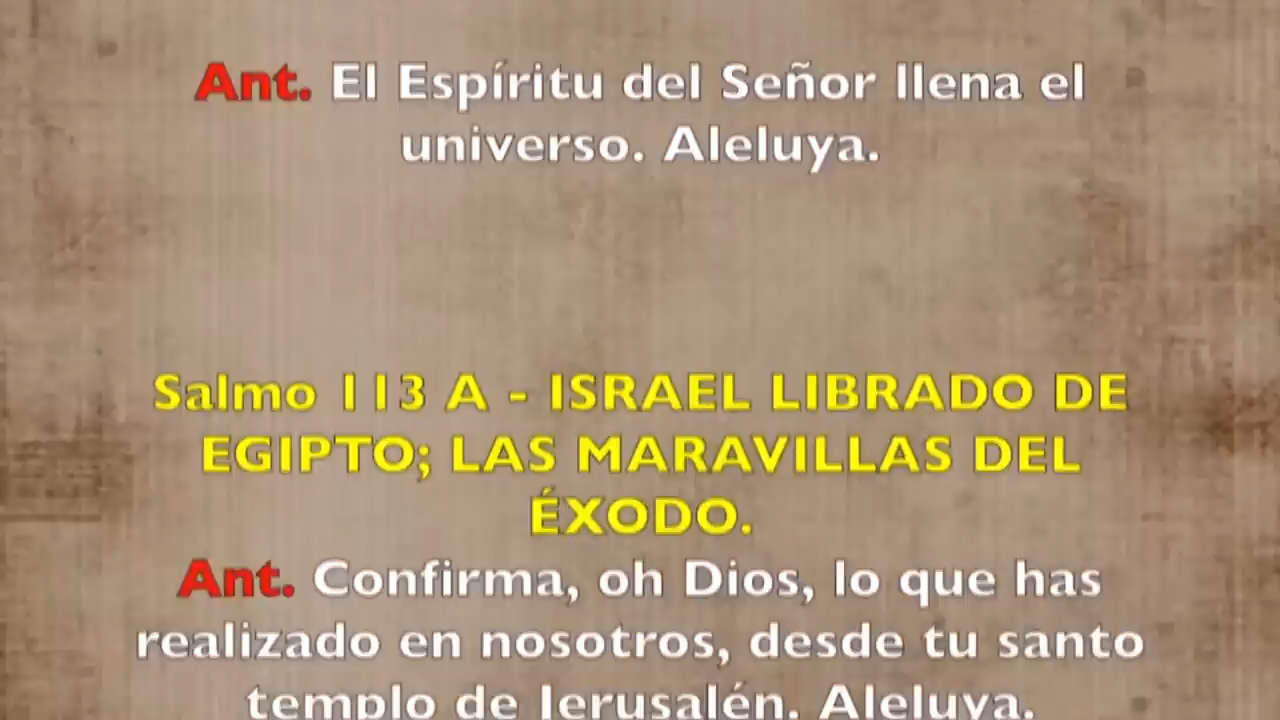 Ant. El Espíritu del Señor llena el
universo. Aleluya.
Salmo 113 A - ISRAEL LIBRADO DE
EGIPTO; LAS MARAVILLAS DEL
ÉXODO.
Ant. Confirma, oh Dios, lo que has
realizado en nosotros, desde tu santo
templo de Jerusalén. Aleluya.